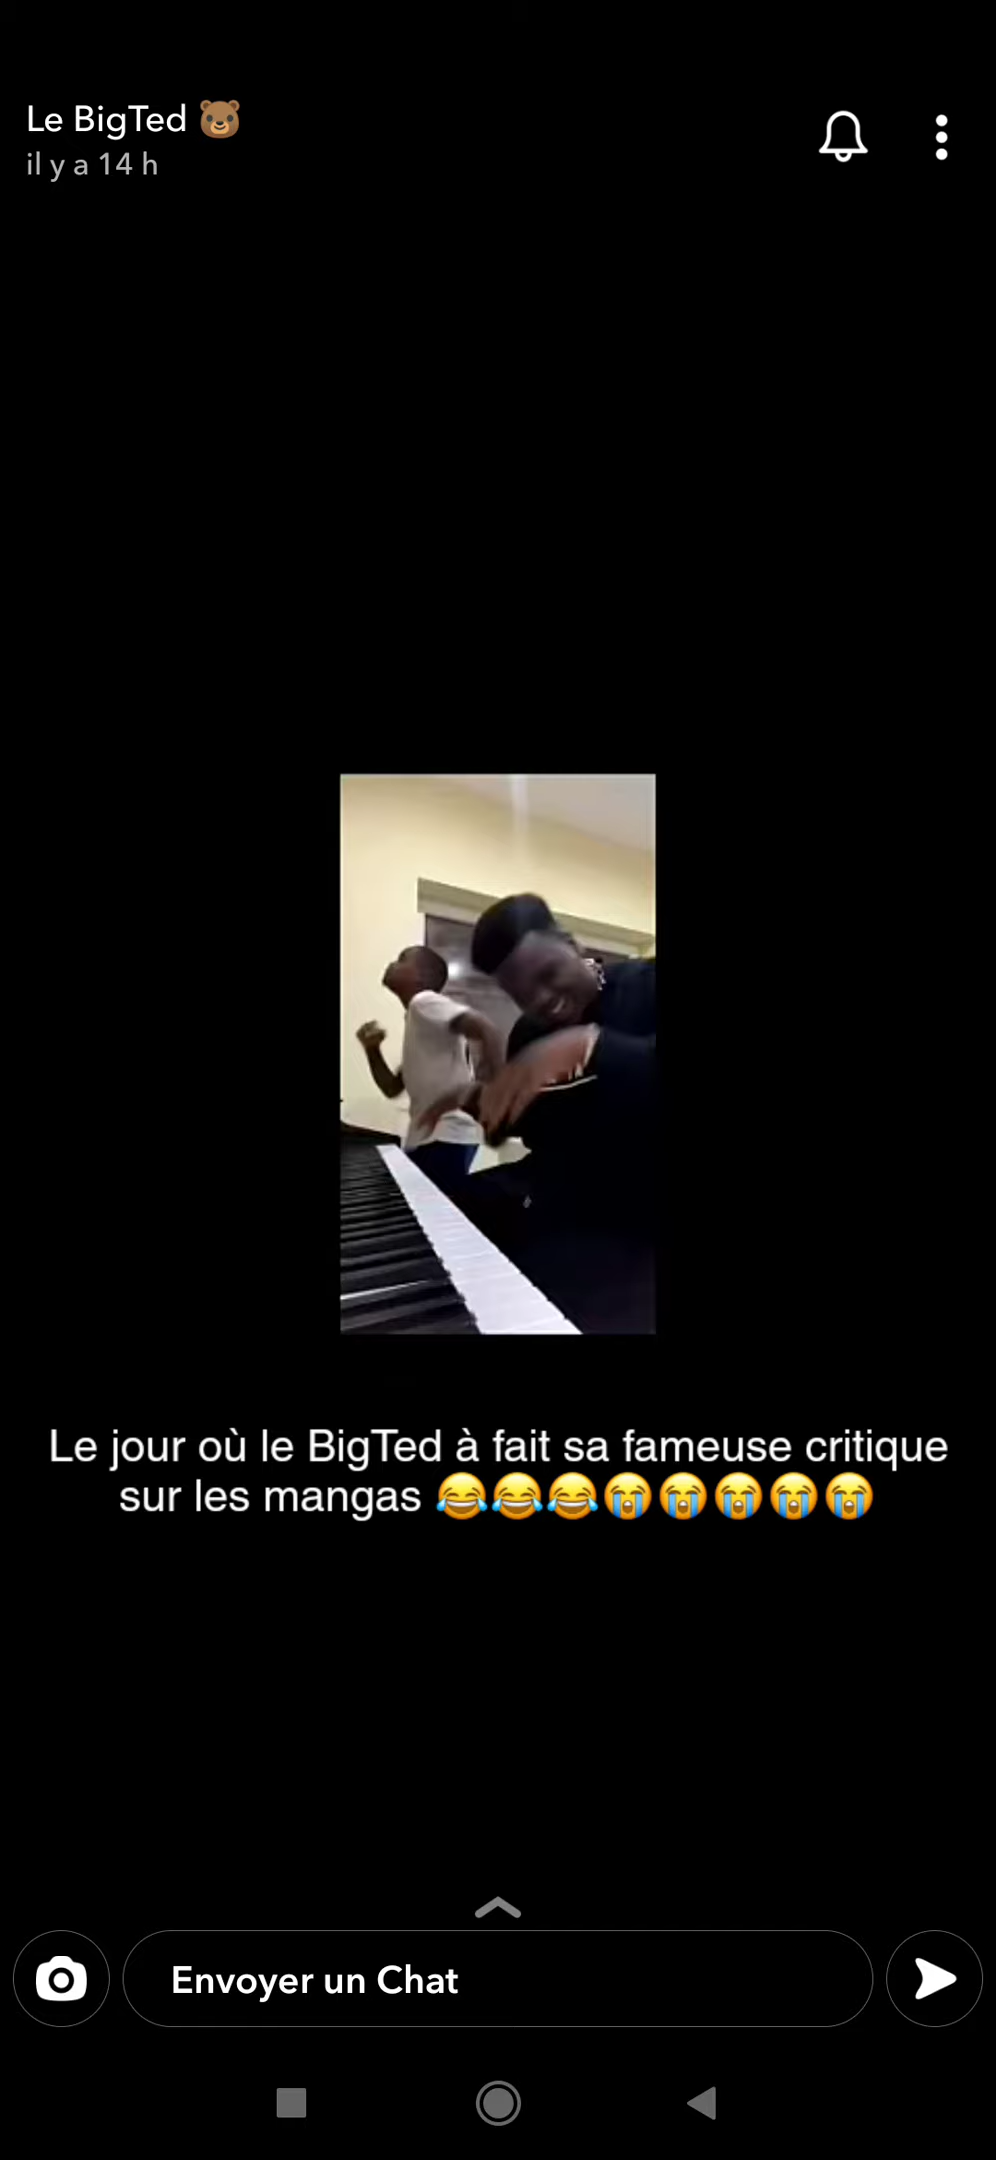 Le BigTed 🐻
il y a 14 h
Le jour où le BigTed à fait sa fameuse critique
sur les mangas 😂😂😂😭😭😭😭😭
Envoyer un Chat